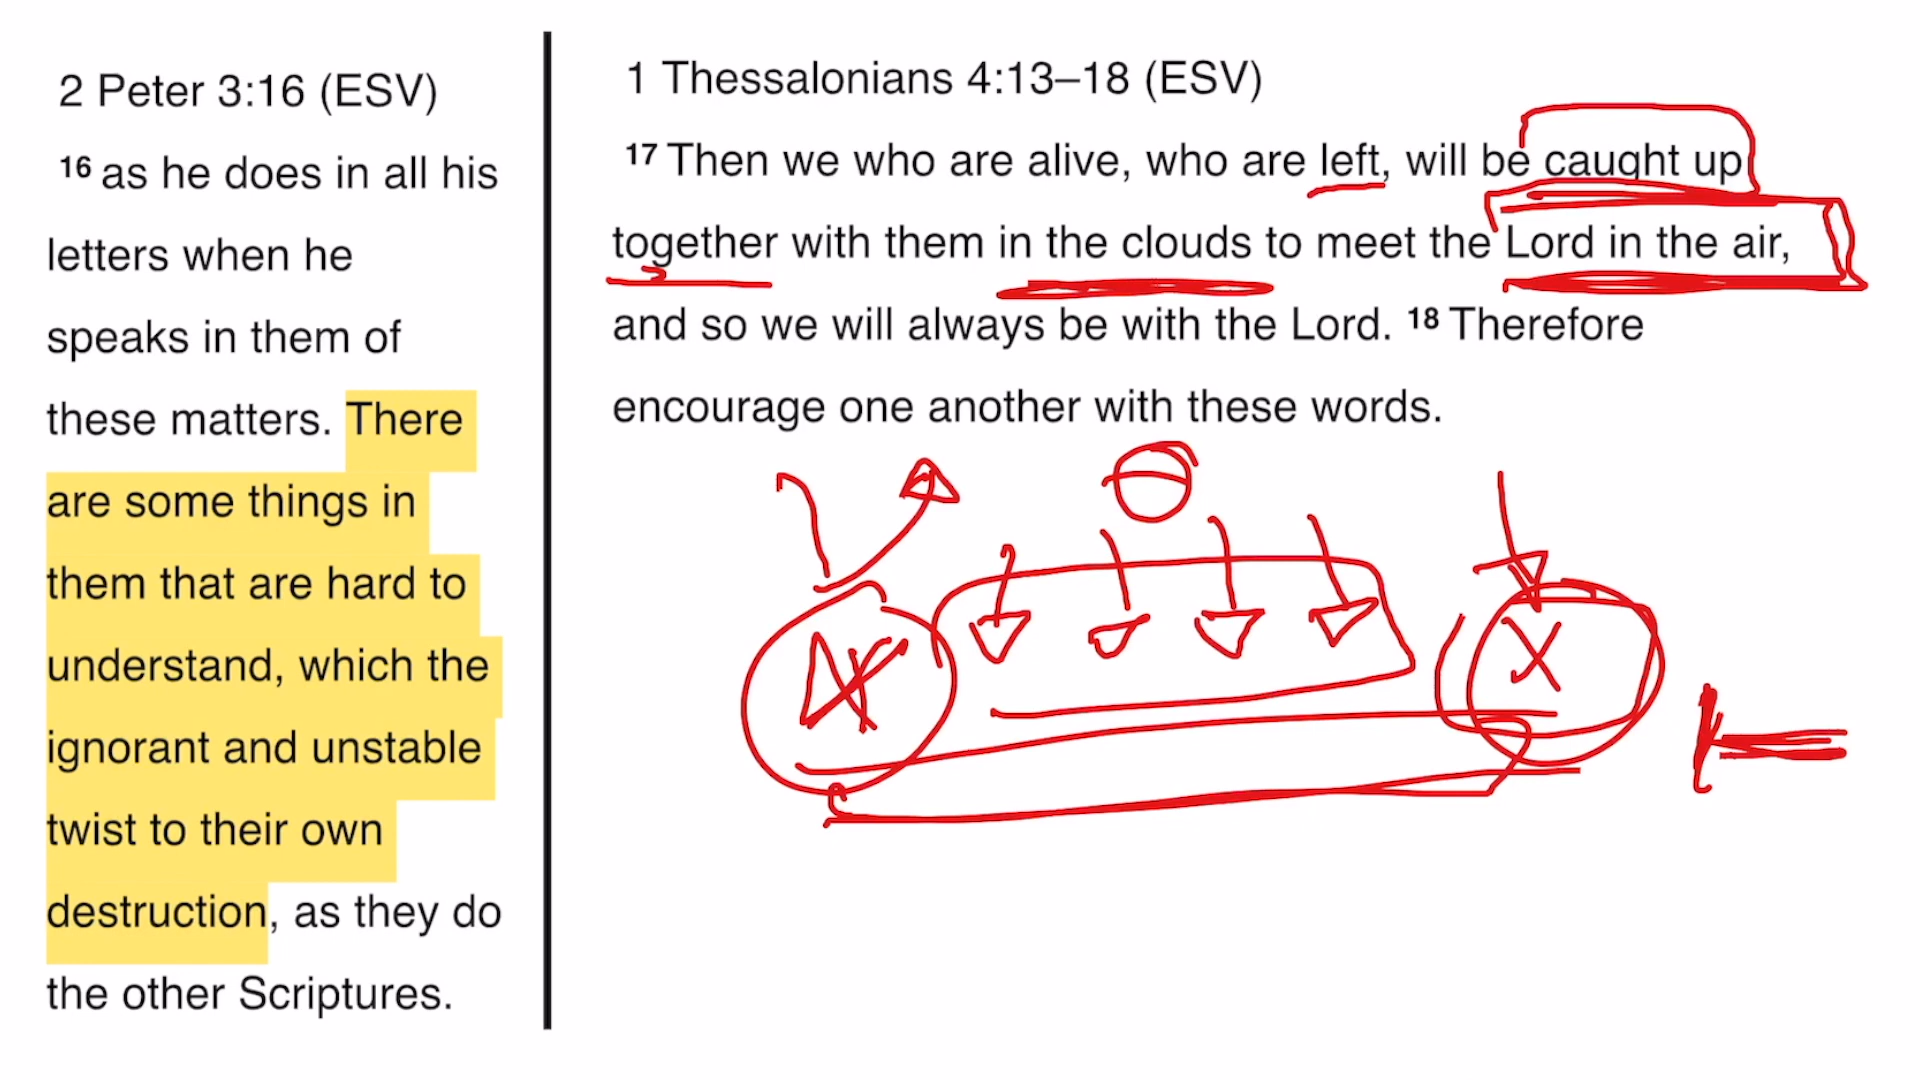 2 Peter 3:16 (ESV)
16 as he does in all his
letters when he
speaks in them of
these matters. There
are some things in
them that are hard to
understand, which the
ignorant and unstable
twist to their own
destruction, as they do
the other Scriptures.
1 Thessalonians 4:13–18 (ESV)
17 Then we who are alive, who are left, will be caught up
together with them in the clouds to meet the Lord in the air,
and so we will always be with the Lord. 18 Therefore
encourage one another with these words.